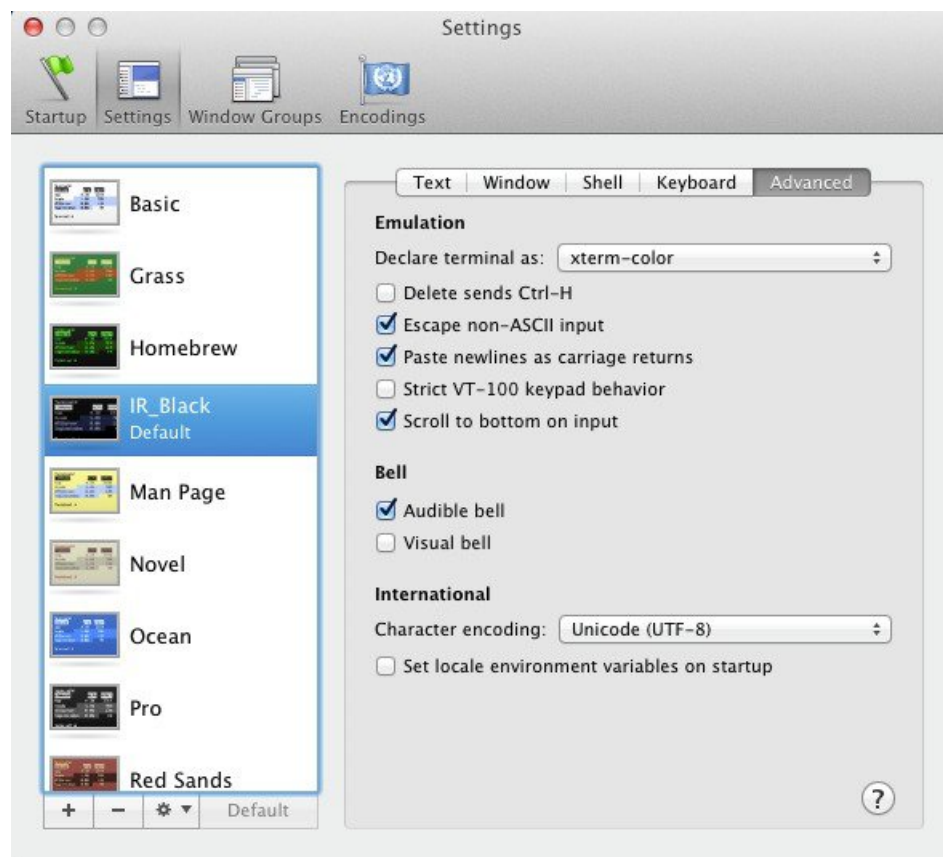 Settings
Startup Settings Window Groups Encodings
Basic
Grass
Homebrew
IR_Black
Default
Man Page
Novel
Ocean
Pro
Red Sands
+ − Default
Text Window Shell Keyboard Advanced
Emulation
Declare terminal as: xterm-color
Delete sends Ctrl-H
Escape non-ASCII input
Paste newlines as carriage returns
Strict VT-100 keypad behavior
Scroll to bottom on input
Bell
Audible bell
Visual bell
International
Character encoding: Unicode (UTF-8)
Set locale environment variables on startup
?